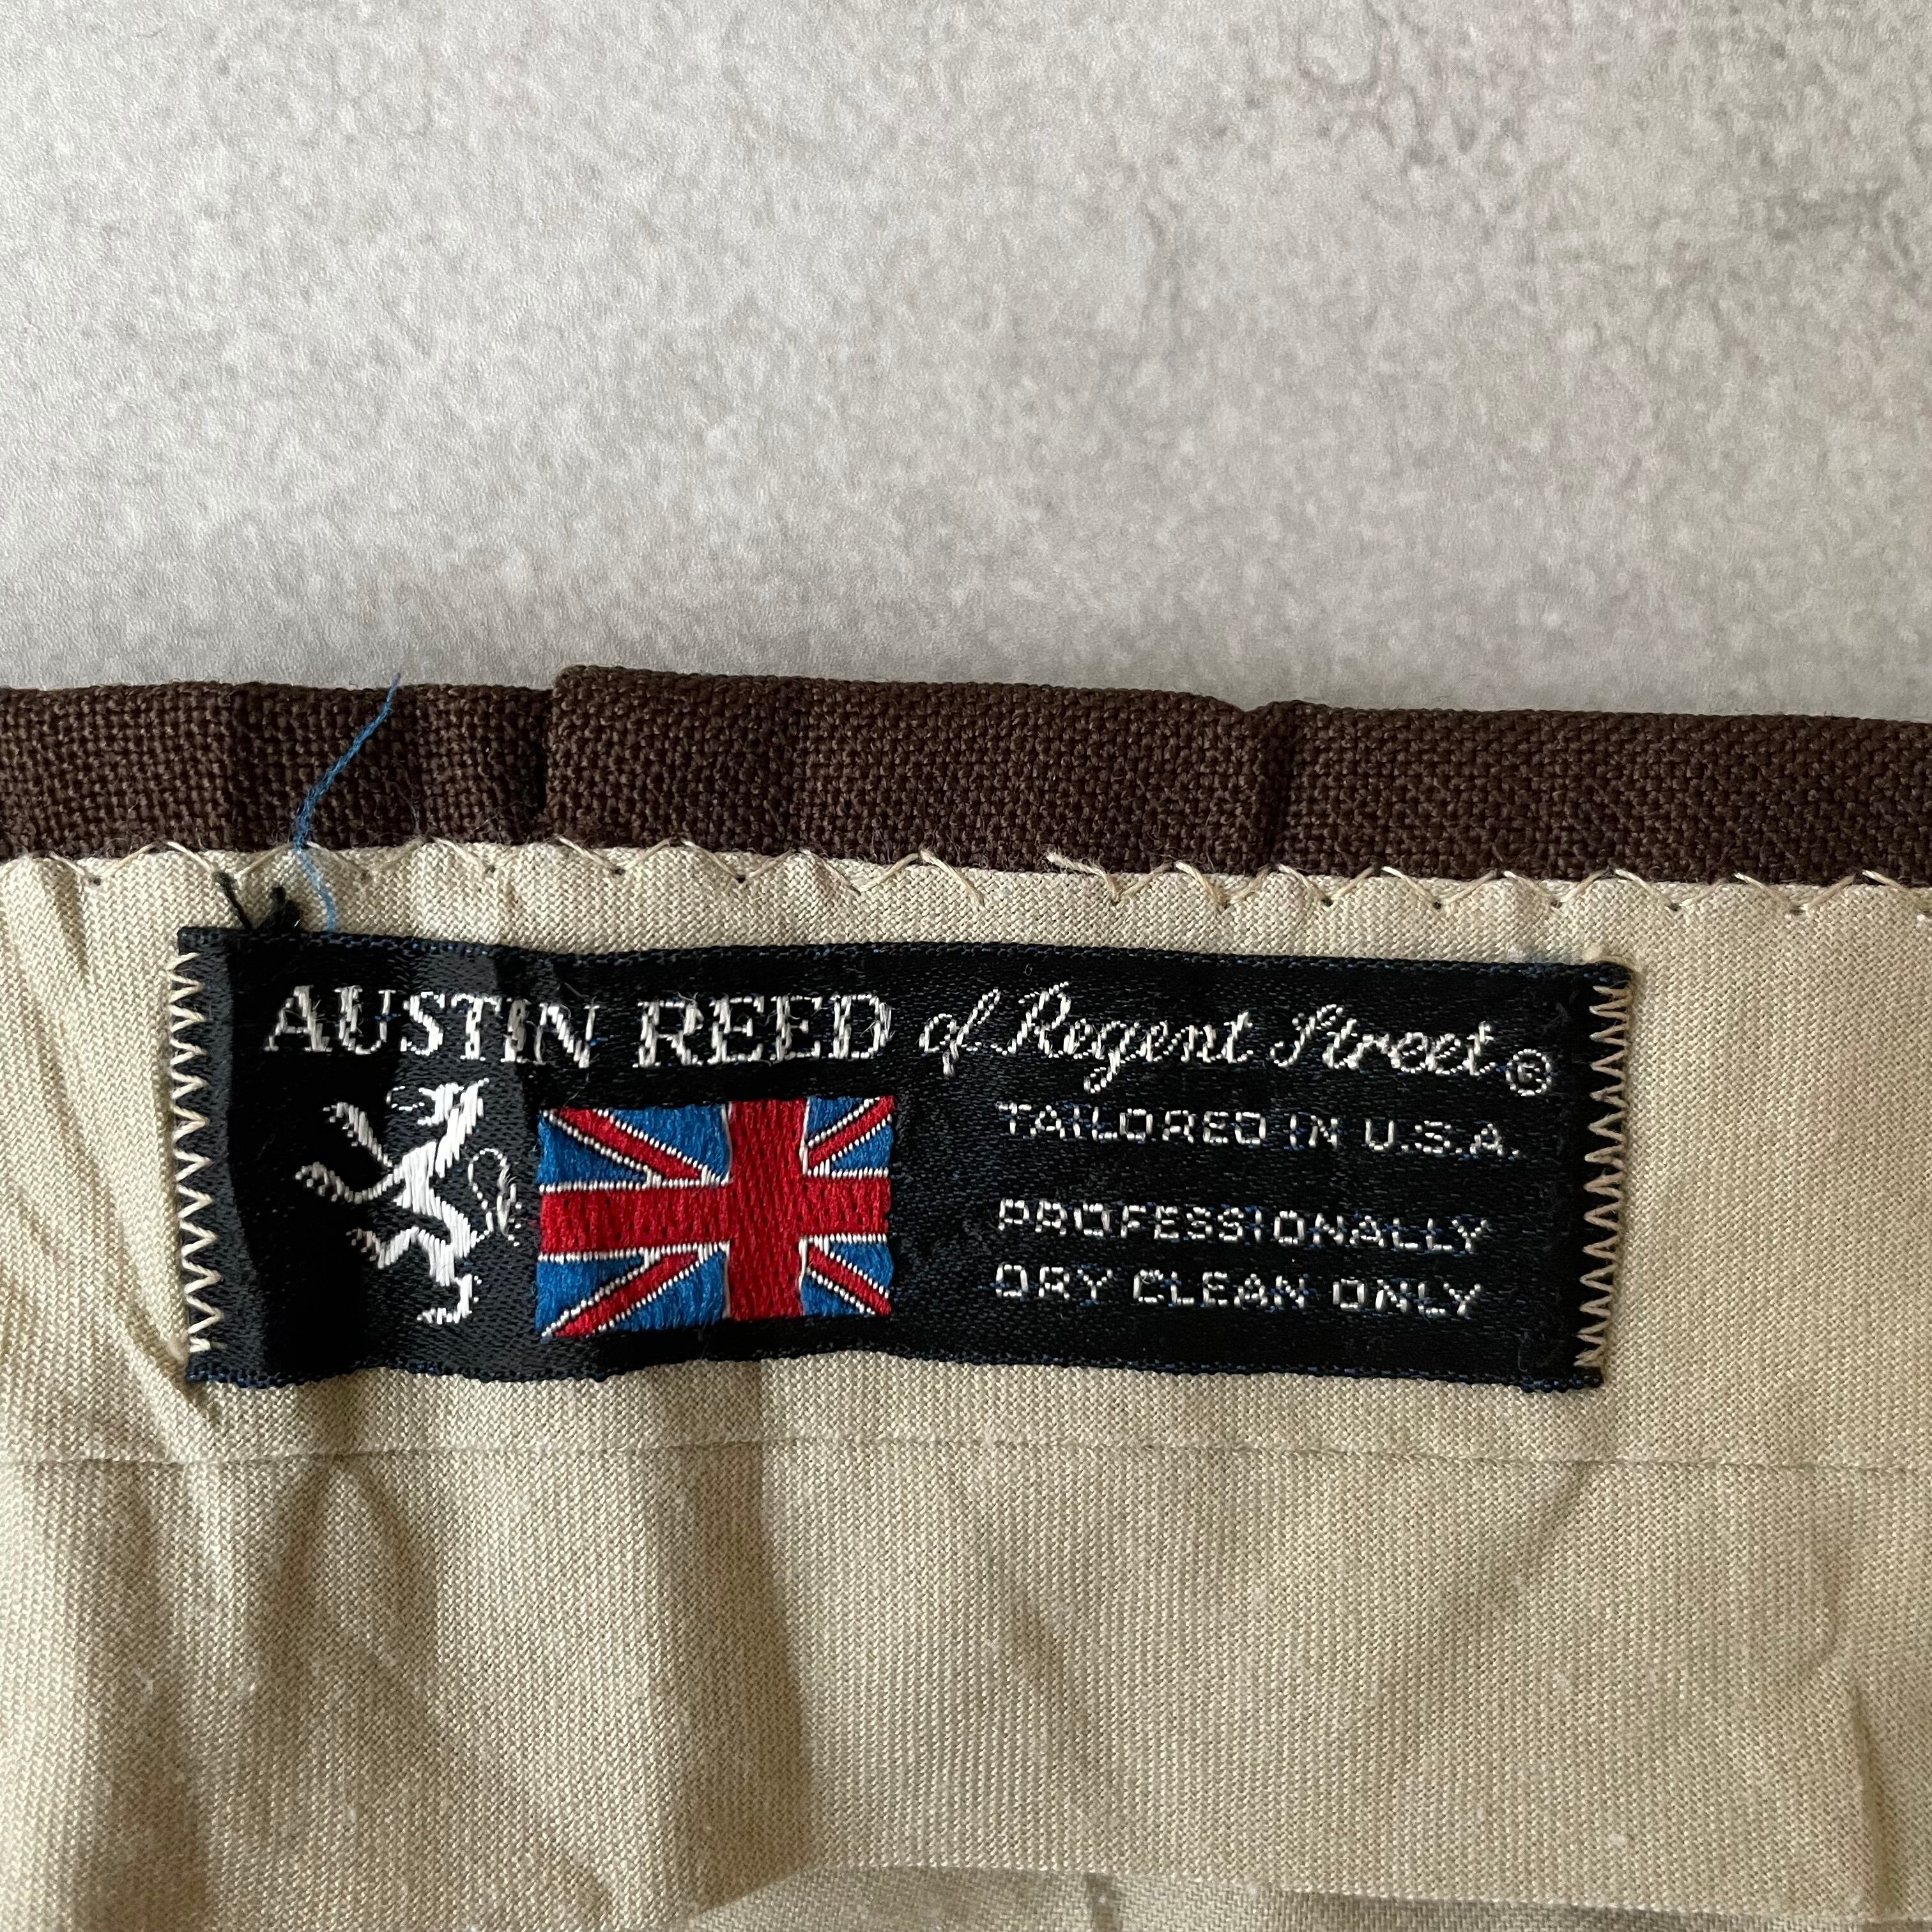 AUSTIN REED of Regent Street®
TAILORED IN U.S.A.
PROFESSIONALLY
DRY CLEAN ONLY